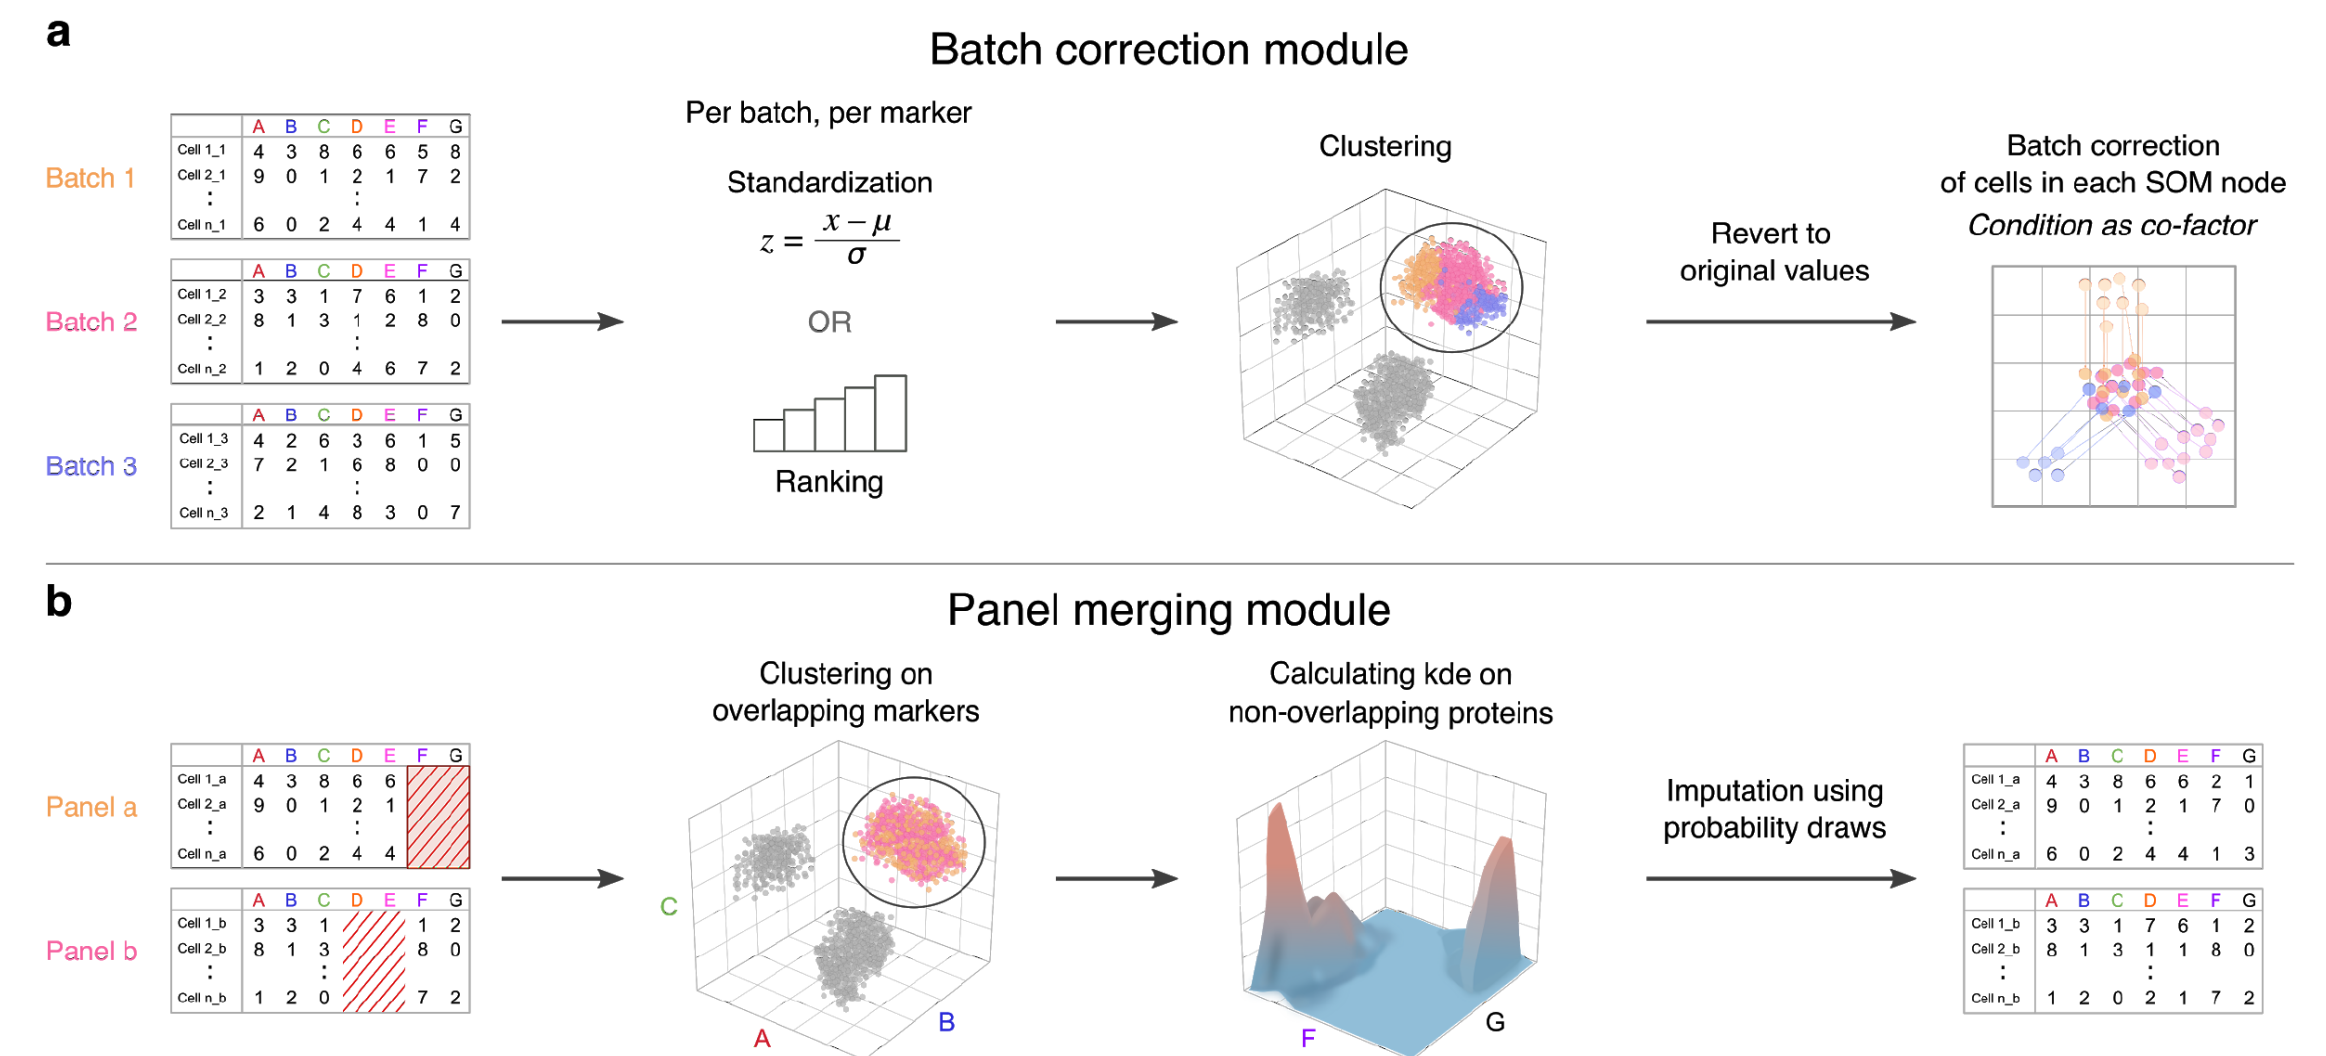 a
Batch correction module
Batch 1
A B C D E F G
Cell 1_1 4 3 8 6 6 5 8
Cell 2_1 9 0 1 2 1 7 2
⋮ ⋮
Cell n_1 6 0 2 4 4 1 4
Batch 2
A B C D E F G
Cell 1_2 3 3 1 7 6 1 2
Cell 2_2 8 1 3 1 2 8 0
⋮ ⋮
Cell n_2 1 2 0 4 6 7 2
Batch 3
A B C D E F G
Cell 1_3 4 2 6 3 6 1 5
Cell 2_3 7 2 1 6 8 0 0
⋮ ⋮
Cell n_3 2 1 4 8 3 0 7
Per batch, per marker
Standardization
z = (x − μ) / σ
OR
Ranking
Clustering
Revert to
original values
Batch correction
of cells in each SOM node
Condition as co-factor
b
Panel merging module
Panel a
A B C D E F G
Cell 1_a 4 3 8 6 6
Cell 2_a 9 0 1 2 1
⋮ ⋮
Cell n_a 6 0 2 4 4
Panel b
A B C D E F G
Cell 1_b 3 3 1 1 2
Cell 2_b 8 1 3 8 0
⋮ ⋮
Cell n_b 1 2 0 7 2
Clustering on
overlapping markers
C
A
B
Calculating kde on
non-overlapping proteins
F
G
Imputation using
probability draws
A B C D E F G
Cell 1_a 4 3 8 6 6 2 1
Cell 2_a 9 0 1 2 1 7 0
⋮ ⋮
Cell n_a 6 0 2 4 4 1 3
A B C D E F G
Cell 1_b 3 3 1 7 6 1 2
Cell 2_b 8 1 3 1 1 8 0
⋮ ⋮
Cell n_b 1 2 0 2 1 7 2